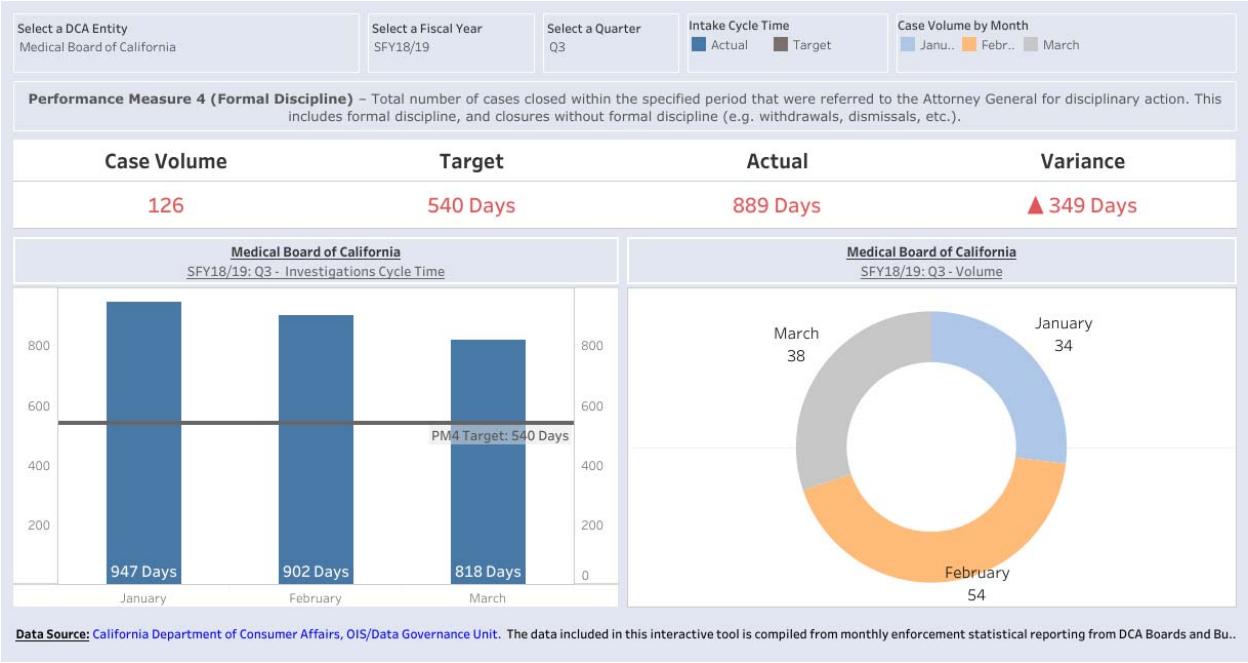 Select a DCA Entity
Medical Board of California
Select a Fiscal Year
SFY18/19
Select a Quarter
Q3
Intake Cycle Time
Actual
Target
Case Volume by Month
Janu..
Febr..
March
Performance Measure 4 (Formal Discipline) – Total number of cases closed within the specified period that were referred to the Attorney General for disciplinary action. This
includes formal discipline, and closures without formal discipline (e.g. withdrawals, dismissals, etc.).
Case Volume
Target
Actual
Variance
126
540 Days
889 Days
▲ 349 Days
Medical Board of California
SFY18/19: Q3 - Investigations Cycle Time
800
600
400
200
800
600
400
200
0
PM4 Target: 540 Days
947 Days
902 Days
818 Days
January
February
March
Medical Board of California
SFY18/19: Q3 - Volume
March
38
January
34
February
54
Data Source: California Department of Consumer Affairs, OIS/Data Governance Unit. The data included in this interactive tool is compiled from monthly enforcement statistical reporting from DCA Boards and Bu..